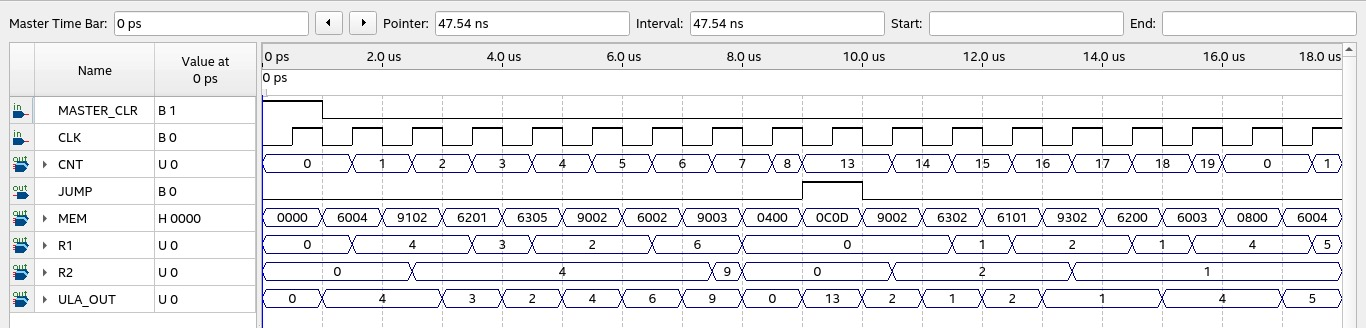 Master Time Bar: 0 ps Pointer: 47.54 ns Interval: 47.54 ns Start: End:
Name Value at 0 ps
0 ps 2.0 us 4.0 us 6.0 us 8.0 us 10.0 us 12.0 us 14.0 us 16.0 us 18.0 us
0 ps
in MASTER_CLR B 1
in CLK B 0
out CNT U 0 0 1 2 3 4 5 6 7 8 13 14 15 16 17 18 19 0 1
out JUMP B 0
out MEM H 0000 0000 6004 9102 6201 6305 9002 6002 9003 0400 0C0D 9002 6302 6101 9302 6200 6003 0800 6004
out R1 U 0 0 4 3 2 6 0 1 2 1 4 5
out R2 U 0 0 4 9 0 2 1
out ULA_OUT U 0 0 4 3 2 4 6 9 0 13 2 1 2 1 4 5